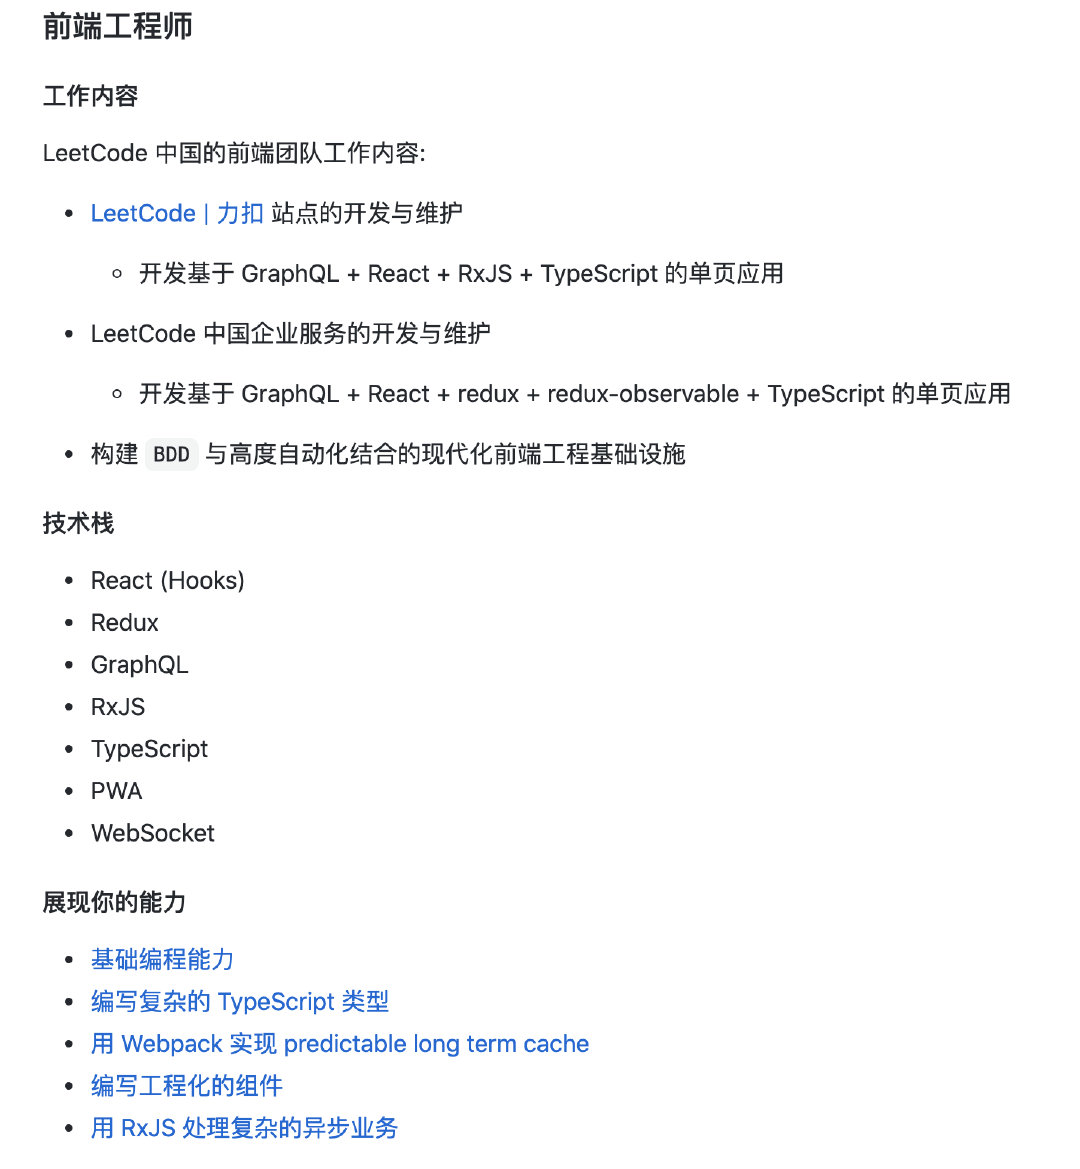 前端工程师
工作内容
LeetCode 中国的前端团队工作内容:
• LeetCode | 力扣 站点的开发与维护
◦ 开发基于 GraphQL + React + RxJS + TypeScript 的单页应用
• LeetCode 中国企业服务的开发与维护
◦ 开发基于 GraphQL + React + redux + redux-observable + TypeScript 的单页应用
• 构建 BDD 与高度自动化结合的现代化前端工程基础设施
技术栈
• React (Hooks)
• Redux
• GraphQL
• RxJS
• TypeScript
• PWA
• WebSocket
展现你的能力
• 基础编程能力
• 编写复杂的 TypeScript 类型
• 用 Webpack 实现 predictable long term cache
• 编写工程化的组件
• 用 RxJS 处理复杂的异步业务